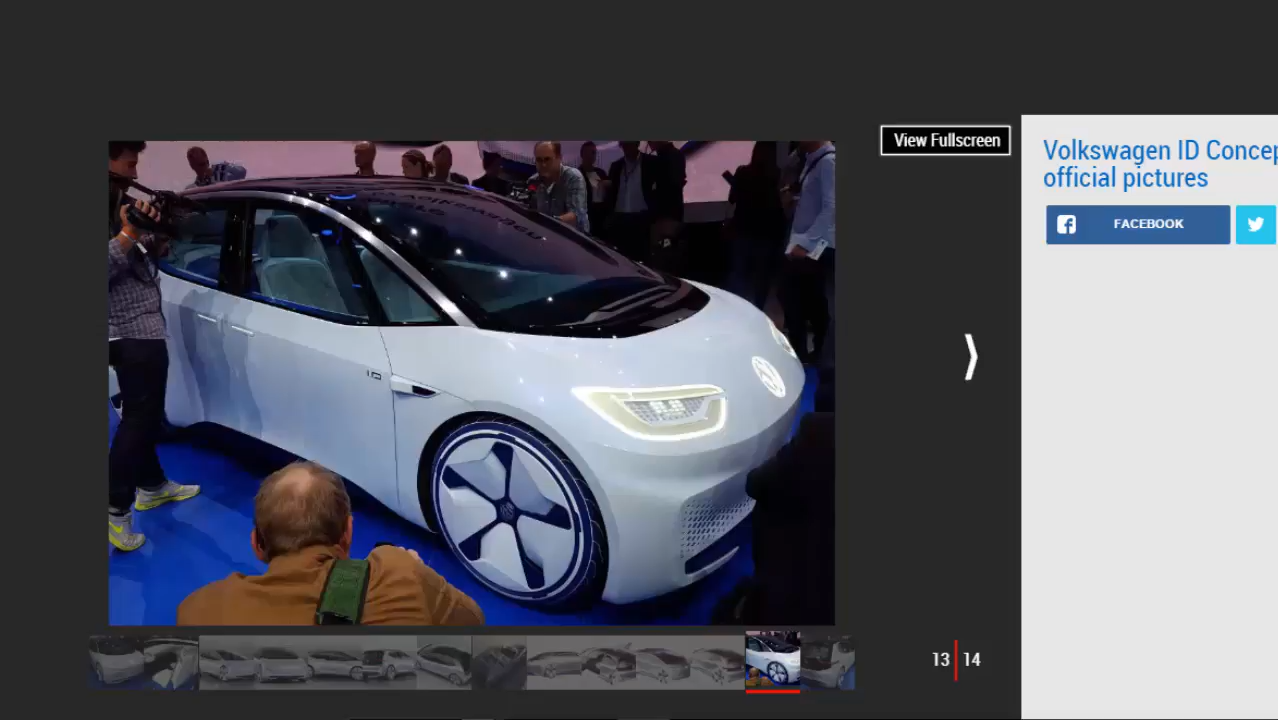 View Fullscreen
Volkswagen ID Concep
official pictures
FACEBOOK
13 14